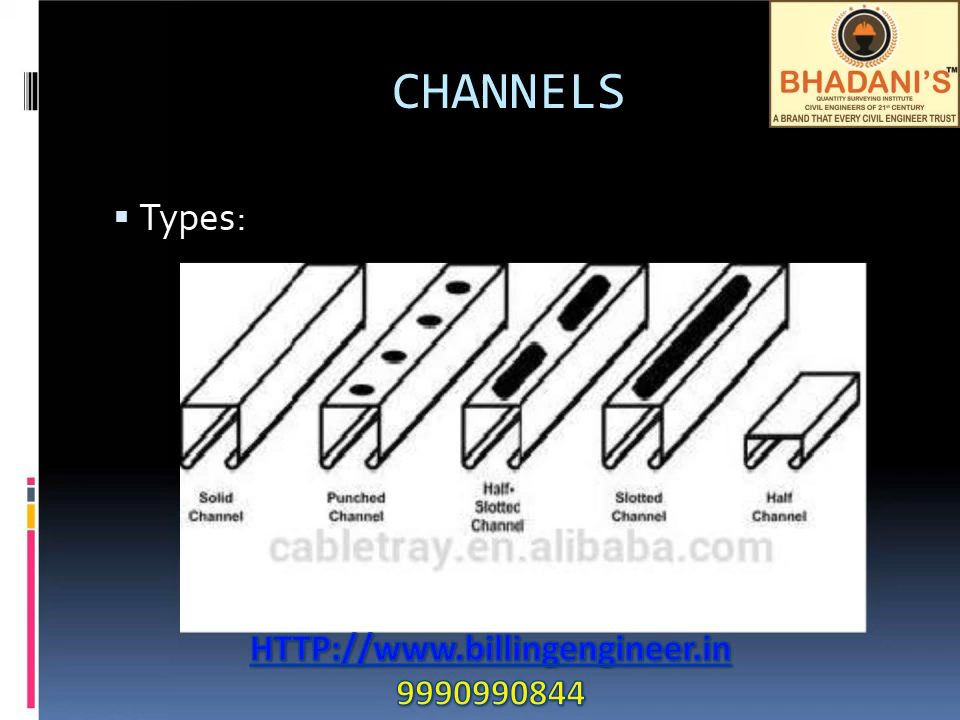 CHANNELS
BHADANI'S™
QUANTITY SURVEYING INSTITUTE
CIVIL ENGINEERS OF 21ST CENTURY
A BRAND THAT EVERY CIVIL ENGINEER TRUST
▪ Types:
Solid
Channel
Punched
Channel
Half-
Slotted
Channel
Slotted
Channel
Half
Channel
cabletray.en.alibaba.com
HTTP://www.billingengineer.in
9990990844